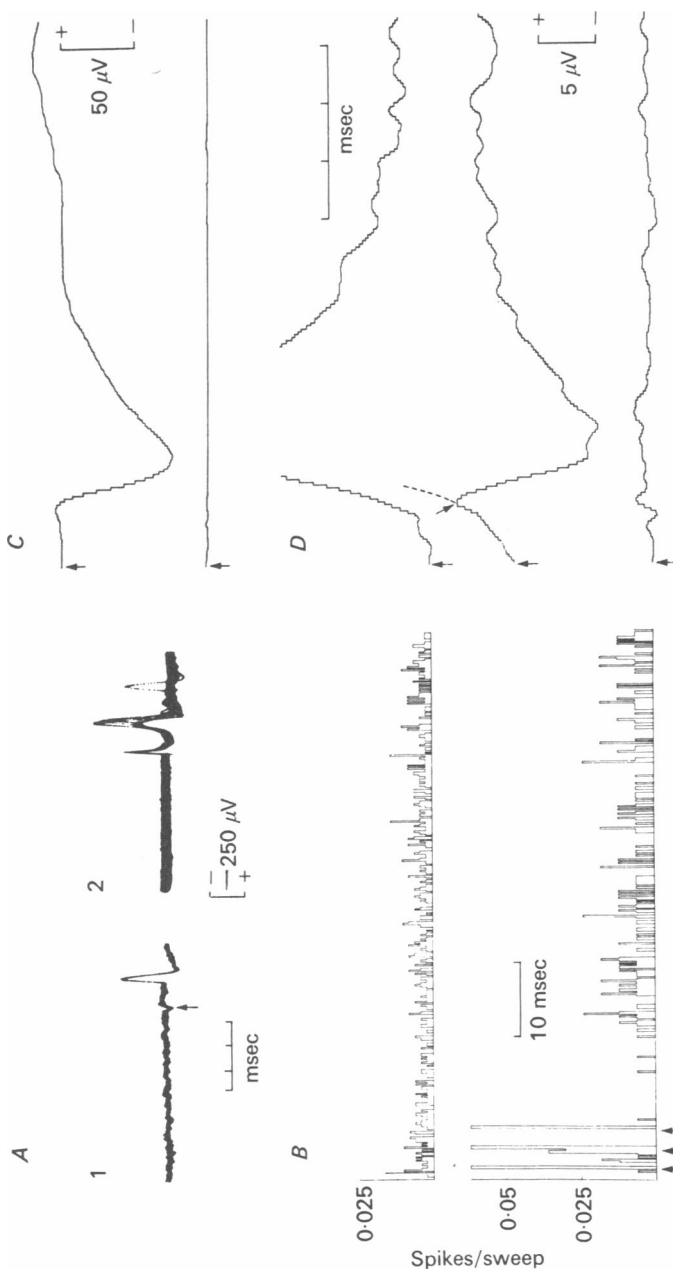 A
1
2
msec
−
250 μV
+
B
0·025
10 msec
0·05
0·025
Spikes/sweep
C
+
50 μV
−
D
msec
+
5 μV
−